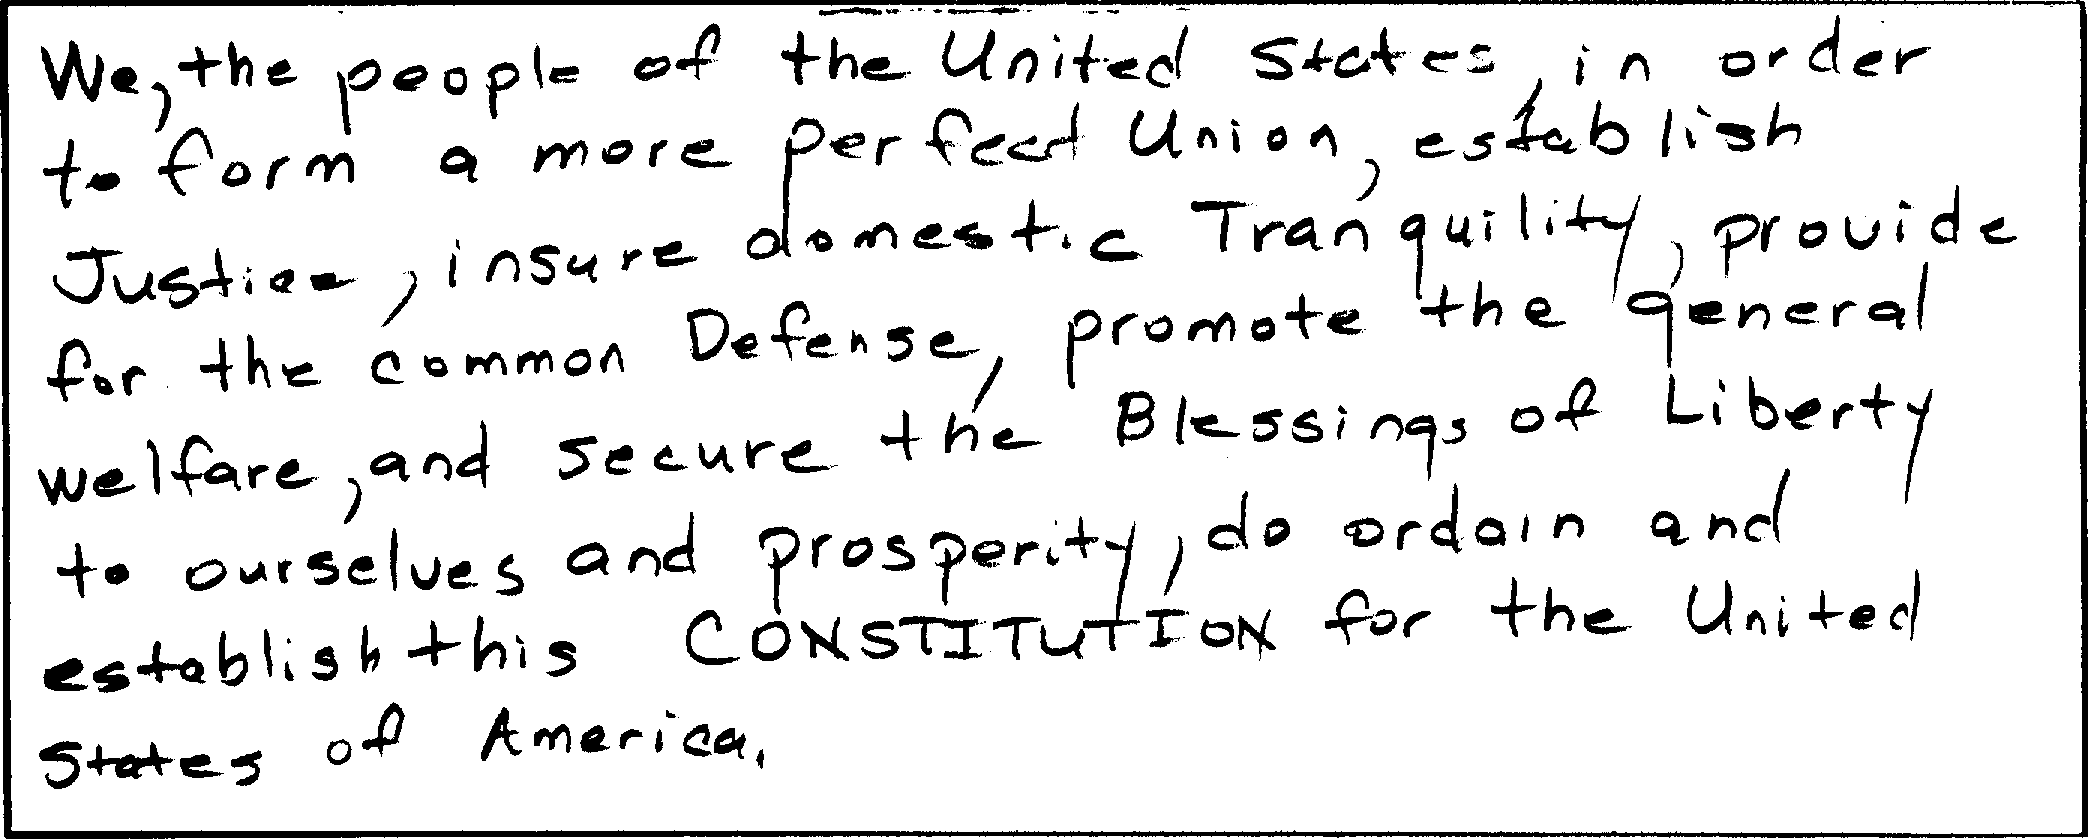 We, the people of the United States, in order
to form a more perfect Union, establish
Justice, insure domestic Tranquility, provide
for the common Defense, promote the general
welfare, and secure the Blessings of Liberty
to ourselves and prosperity, do ordain and
establish this CONSTITUTION for the United
States of America.